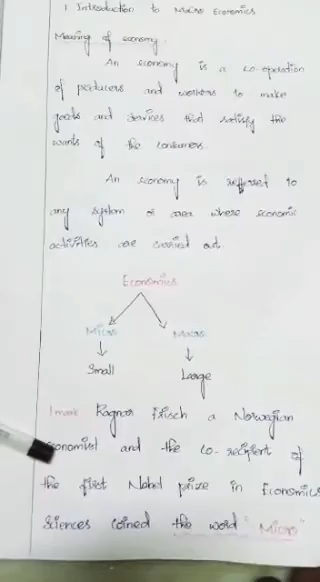 1 Introduction to Macro Economics
Meaning of economy
An economy is a co-operation
of producers and workers to make
goods and services that satisfy the
wants of the consumers.
An economy is reffered to
any system or area where economic
activities are carried out.
Economics
Micro Macro
Small Large
1 mark Ragnar Frisch a Norwegian
economist and the co-recipient of
the first Nobel prize in Economics
Sciences coined the word "Micro"